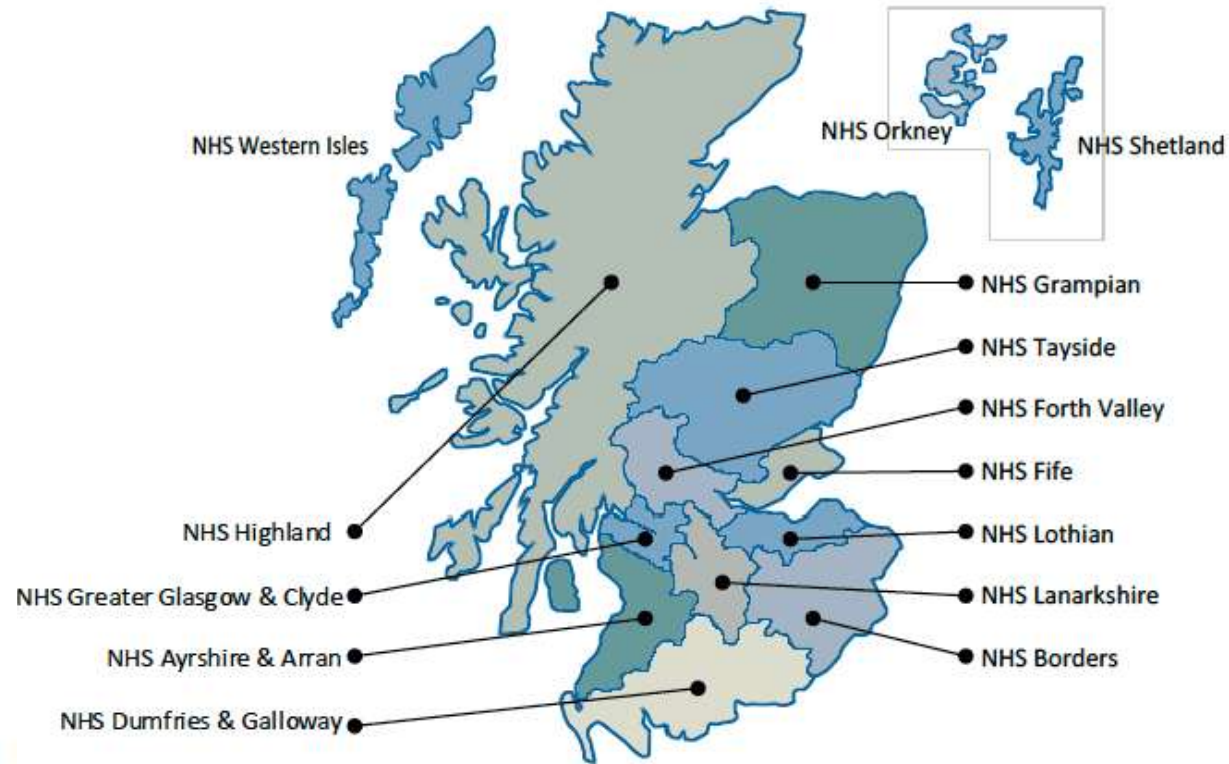 NHS Western Isles
NHS Orkney
NHS Shetland
NHS Grampian
NHS Tayside
NHS Forth Valley
NHS Fife
NHS Highland
NHS Lothian
NHS Greater Glasgow & Clyde
NHS Lanarkshire
NHS Ayrshire & Arran
NHS Borders
NHS Dumfries & Galloway